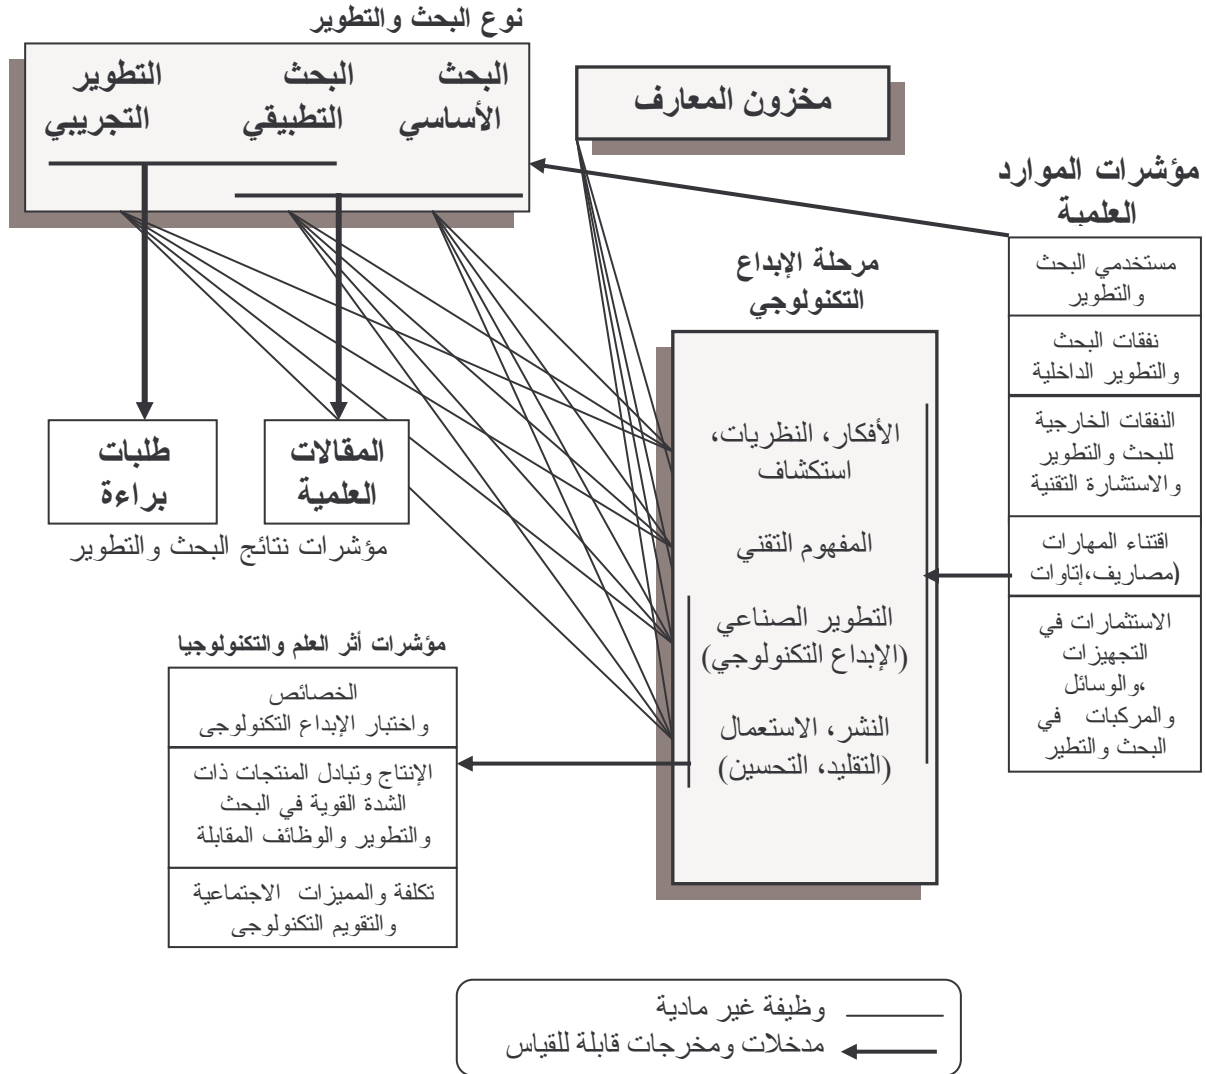 نوع البحث والتطوير
البحث
الأساسي
البحث
التطبيقي
التطوير
التجريبي
مخزون المعارف
مؤشرات الموارد
العلمبة
مستخدمي البحث
والتطوير
نفقات البحث
والتطوير الداخلية
النفقات الخارجية
للبحث والتطوير
والاستشارة التقنية
اقتناء المهارات
(مصاريف،إتاوات
الاستثمارات في
التجهيزات
،والوسائل
والمركبات في
البحث والتطير
مرحلة الإبداع
التكنولوجي
الأفكار، النظريات،
استكشاف
المفهوم التقني
التطوير الصناعي
(الإبداع التكنولوجي)
النشر، الاستعمال
(التقليد، التحسين)
المقالات
العلمية
طلبات
براءة
مؤشرات نتائج البحث والتطوير
مؤشرات أثر العلم والتكنولوجيا
الخصائص
واختبار الإبداع التكنولوجي
الإنتاج وتبادل المنتجات ذات
الشدة القوية في البحث
والتطوير والوظائف المقابلة
تكلفة والمميزات الاجتماعية
والتقويم التكنولوجي
وظيفة غير مادية
مدخلات ومخرجات قابلة للقياس